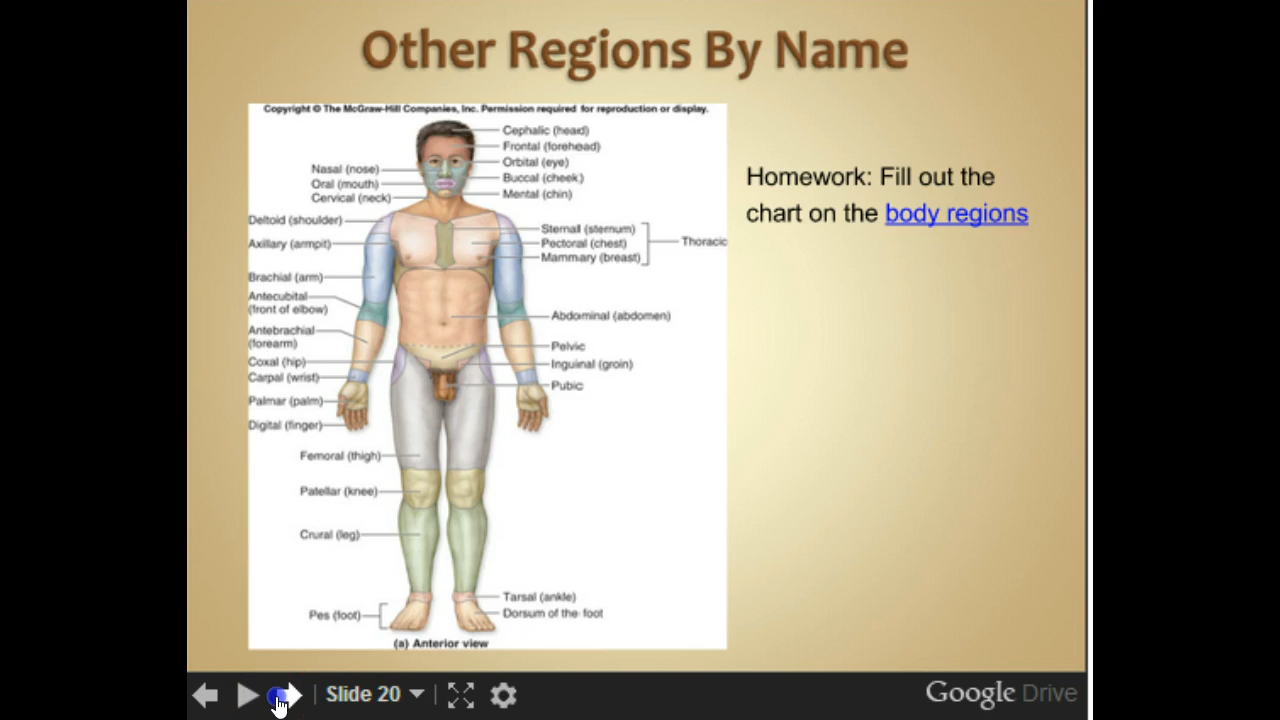 Other Regions By Name
Copyright © The McGraw-Hill Companies, Inc. Permission required for reproduction or display.
Cephalic (head)
Frontal (forehead)
Orbital (eye)
Buccal (cheek)
Mental (chin)
Nasal (nose)
Oral (mouth)
Cervical (neck)
Deltoid (shoulder)
Axillary (armpit)
Brachial (arm)
Antecubital
(front of elbow)
Antebrachial
(forearm)
Coxal (hip)
Carpal (wrist)
Palmar (palm)
Digital (finger)
Femoral (thigh)
Patellar (knee)
Crural (leg)
Pes (foot)
Sternal (sternum)
Pectoral (chest)
Mammary (breast)
Thoracic
Abdominal (abdomen)
Pelvic
Inguinal (groin)
Pubic
Tarsal (ankle)
Dorsum of the foot
(a) Anterior view
Homework: Fill out the
chart on the body regions
Slide 20
Google Drive